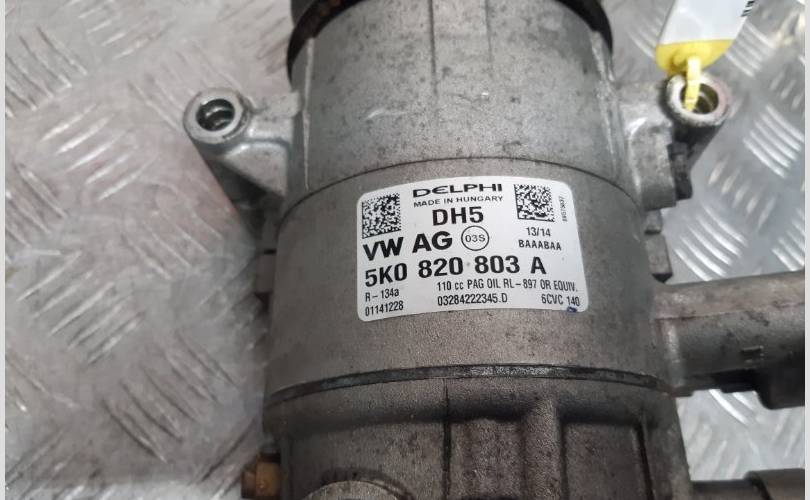 DELPHI
MADE IN HUNGARY
DH5
13/14
VW AG 03S BAAABAA
5K0 820 803 A
R-134a 110 cc PAG OIL RL-897 OR EQUIV.
01141228 03284222345.D 6CVC 140